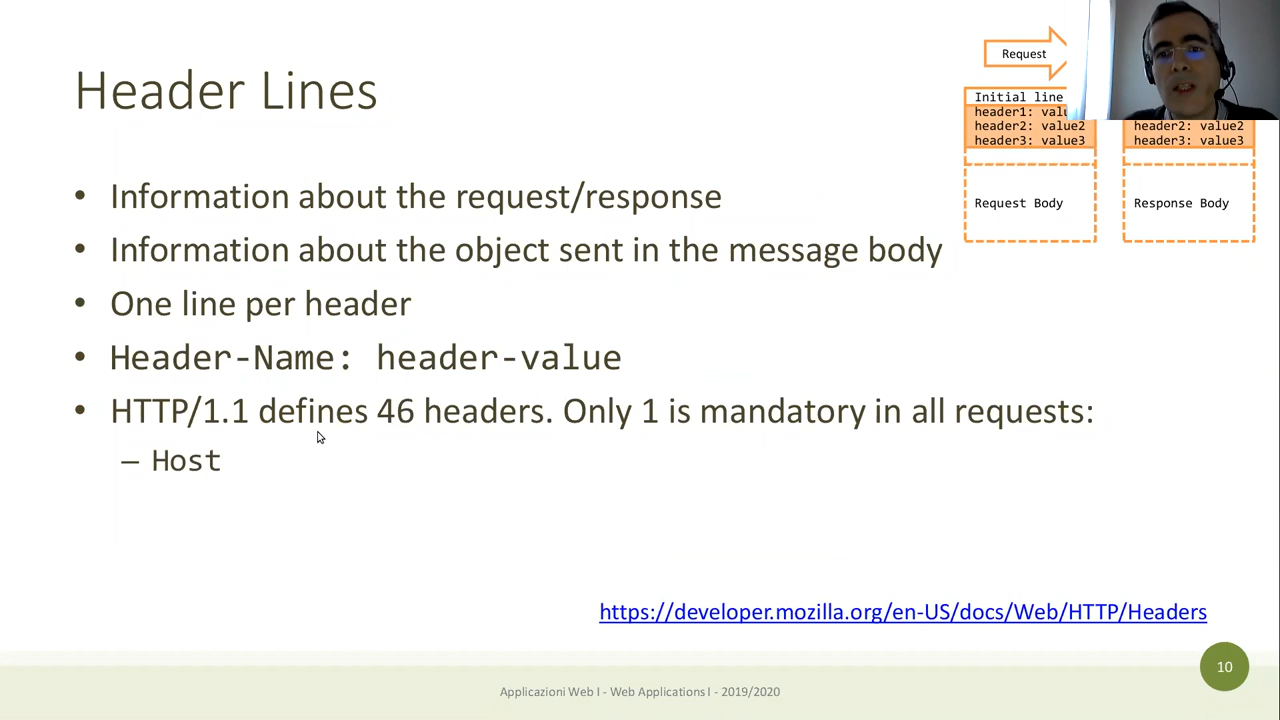 Header Lines
Request
Initial line
header1: valu
header2: value2
header3: value3
Request Body
header2: value2
header3: value3
Response Body
• Information about the request/response
• Information about the object sent in the message body
• One line per header
• Header-Name: header-value
• HTTP/1.1 defines 46 headers. Only 1 is mandatory in all requests:
– Host
https://developer.mozilla.org/en-US/docs/Web/HTTP/Headers
10
Applicazioni Web I - Web Applications I - 2019/2020